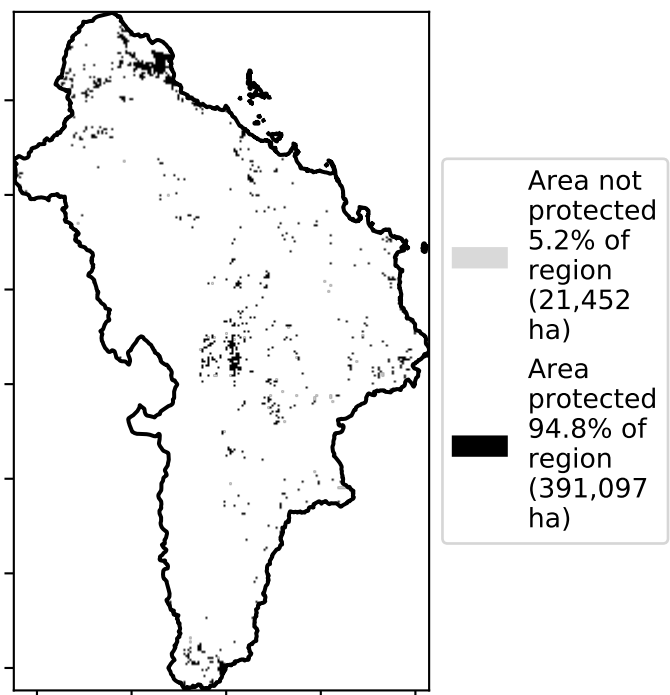 Area not
protected
5.2% of
region
(21,452
ha)
Area
protected
94.8% of
region
(391,097
ha)